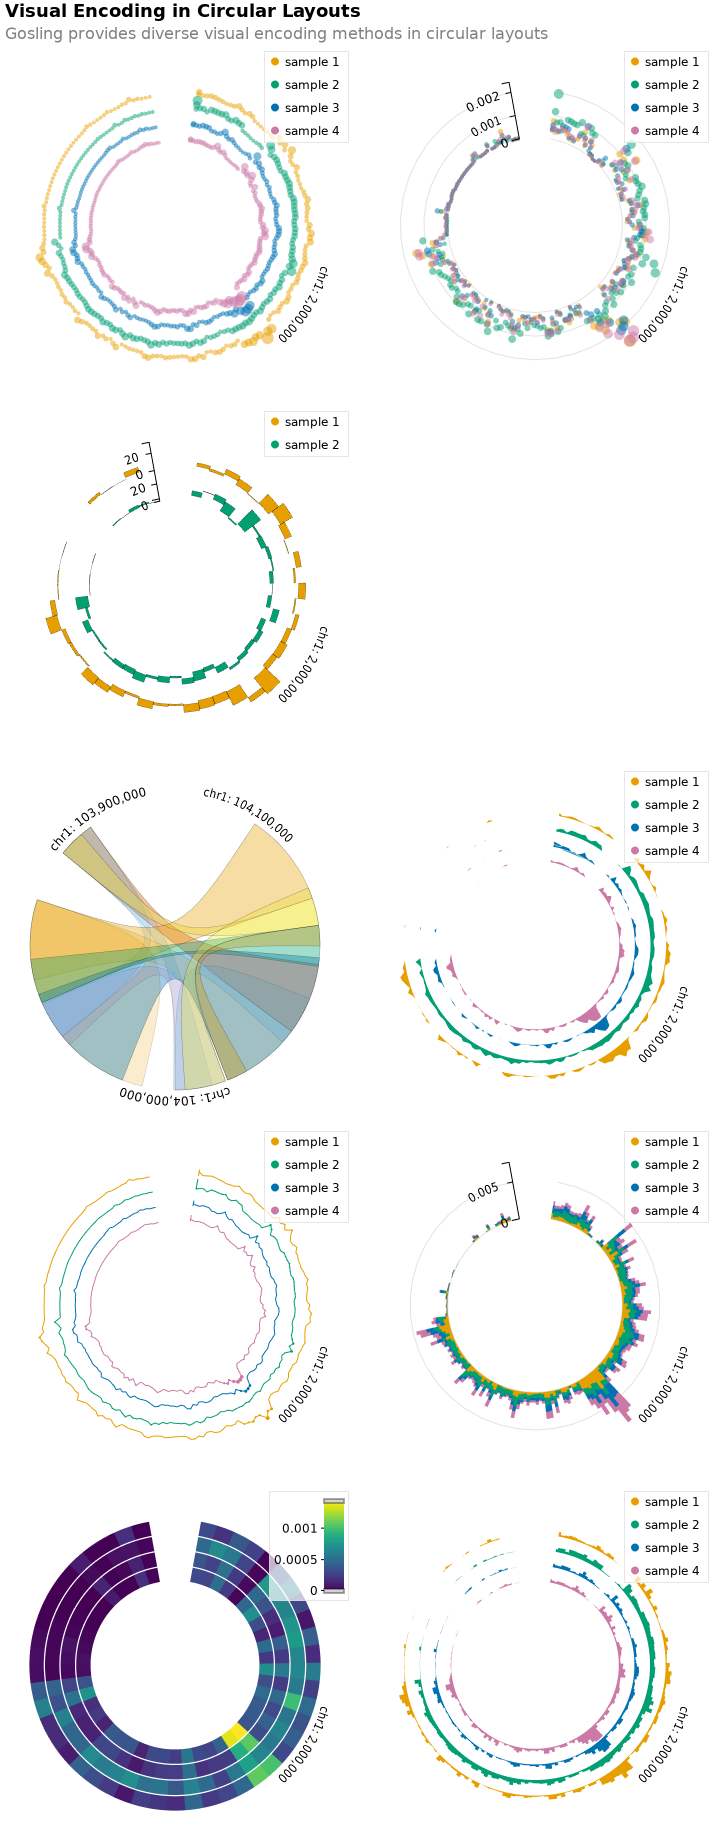 Visual Encoding in Circular Layouts
Gosling provides diverse visual encoding methods in circular layouts
sample 1
sample 2
sample 3
sample 4
chr1: 2,000,000
sample 1
sample 2
sample 3
sample 4
0.002
0.001
0
chr1: 2,000,000
sample 1
sample 2
20
0
20
0
chr1: 2,000,000
chr1: 103,900,000
chr1: 104,100,000
chr1: 104,000,000
sample 1
sample 2
sample 3
sample 4
chr1: 2,000,000
sample 1
sample 2
sample 3
sample 4
chr1: 2,000,000
sample 1
sample 2
sample 3
sample 4
0.005
0
chr1: 2,000,000
0.001
0.0005
0
chr1: 2,000,000
sample 1
sample 2
sample 3
sample 4
chr1: 2,000,000